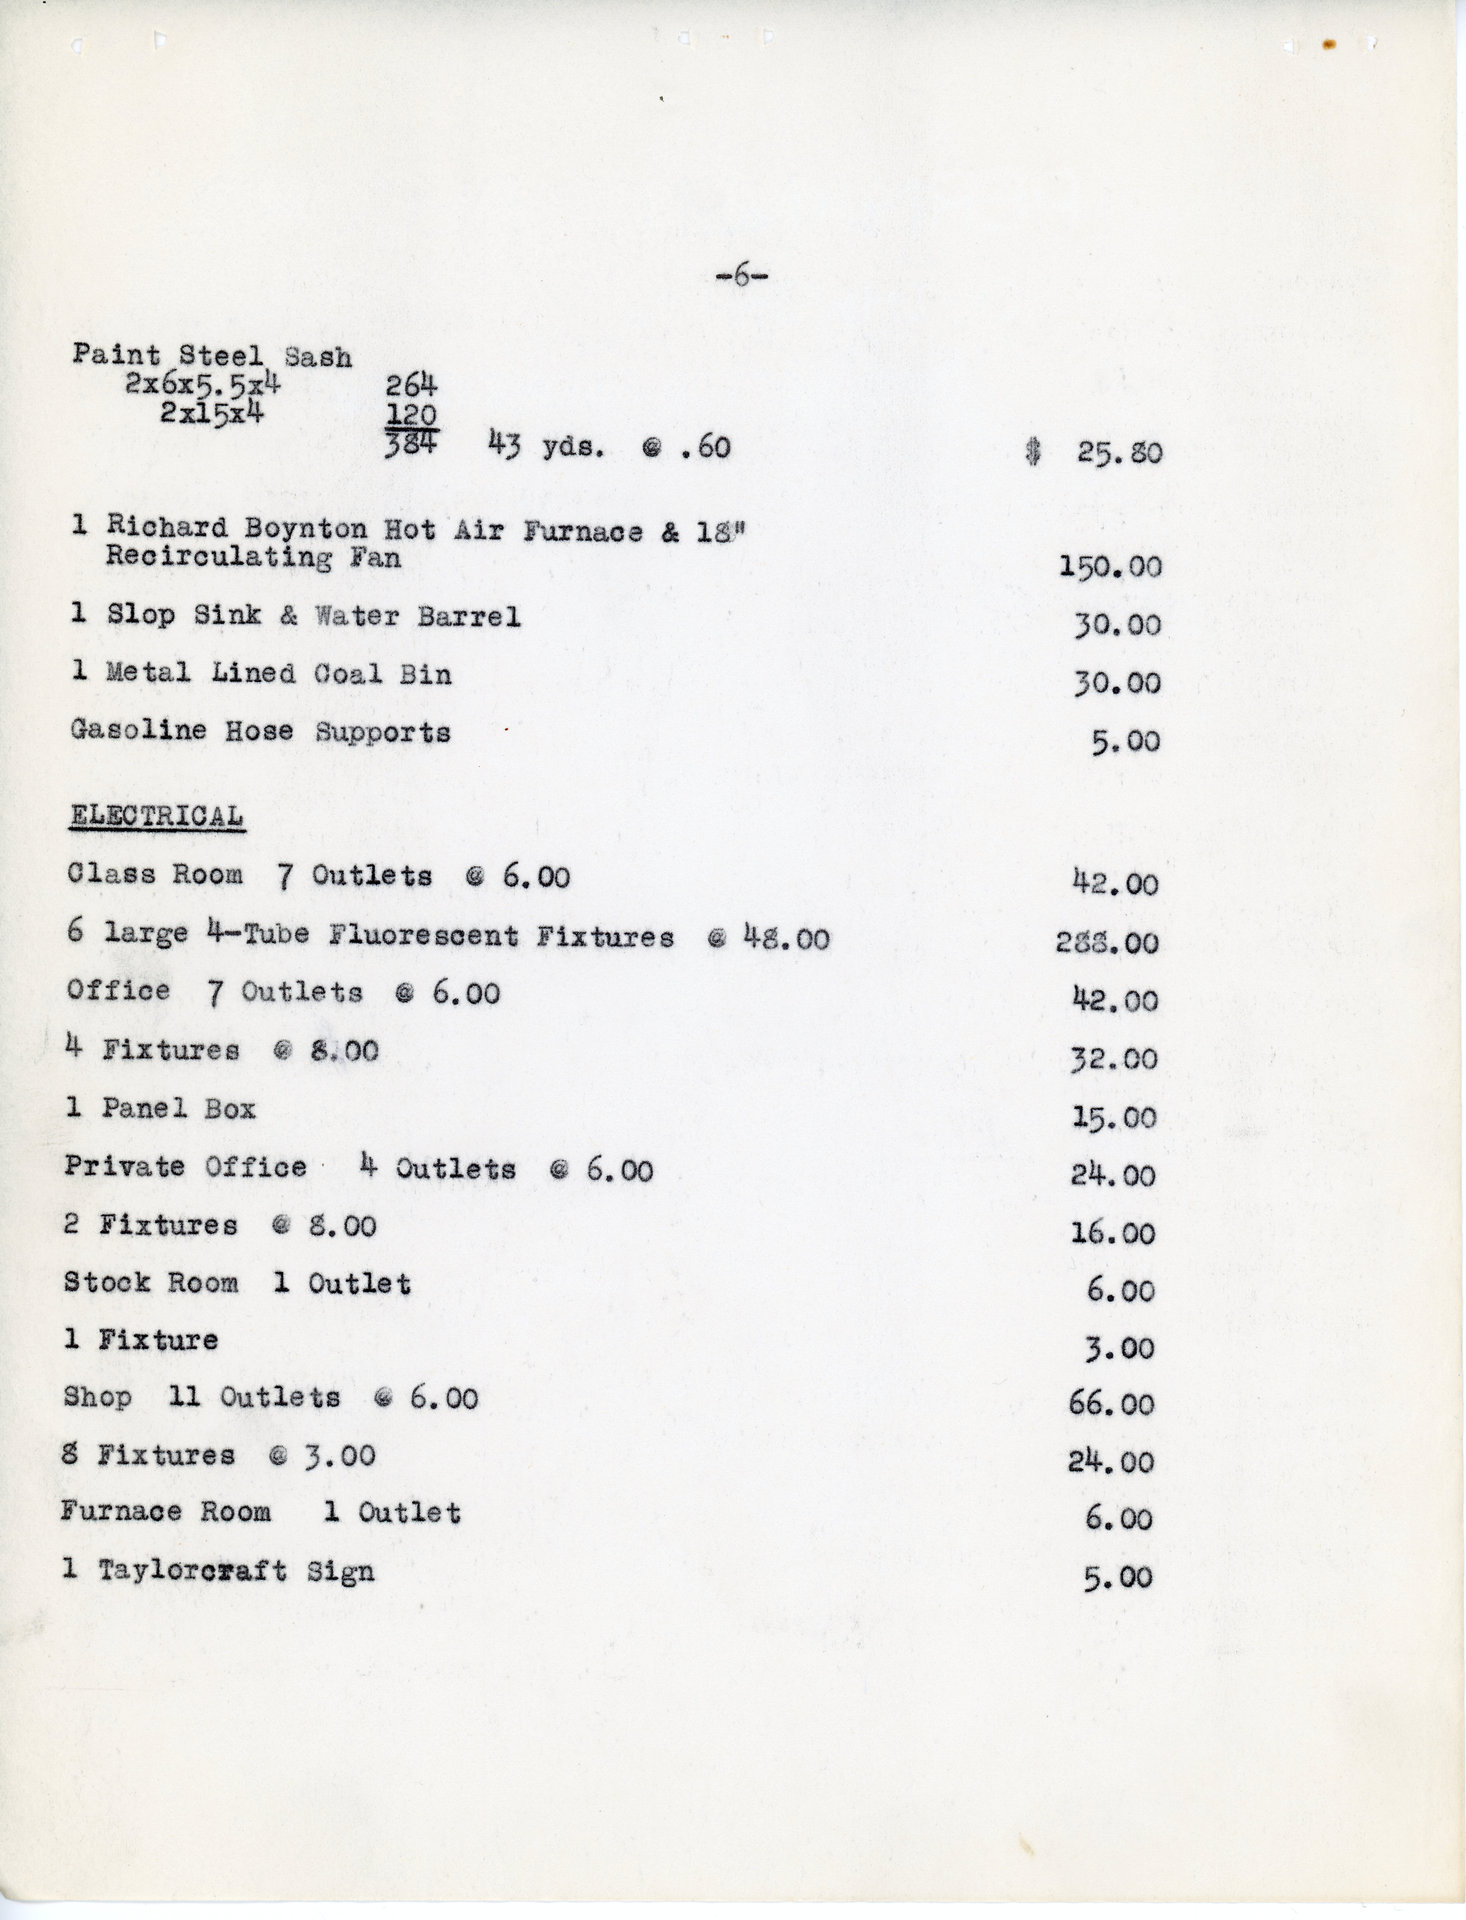 -6-
Paint Steel Sash
2x6x5.5x4 264
2x15x4 120
384 43 yds. @ .60 $ 25.80
1 Richard Boynton Hot Air Furnace & 18"
Recirculating Fan 150.00
1 Slop Sink & Water Barrel 30.00
1 Metal Lined Coal Bin 30.00
Gasoline Hose Supports 5.00
ELECTRICAL
Class Room 7 Outlets @ 6.00 42.00
6 large 4-Tube Fluorescent Fixtures @ 48.00 288.00
Office 7 Outlets @ 6.00 42.00
4 Fixtures @ 8.00 32.00
1 Panel Box 15.00
Private Office 4 Outlets @ 6.00 24.00
2 Fixtures @ 8.00 16.00
Stock Room 1 Outlet 6.00
1 Fixture 3.00
Shop 11 Outlets @ 6.00 66.00
8 Fixtures @ 3.00 24.00
Furnace Room 1 Outlet 6.00
1 Taylorcraft Sign 5.00